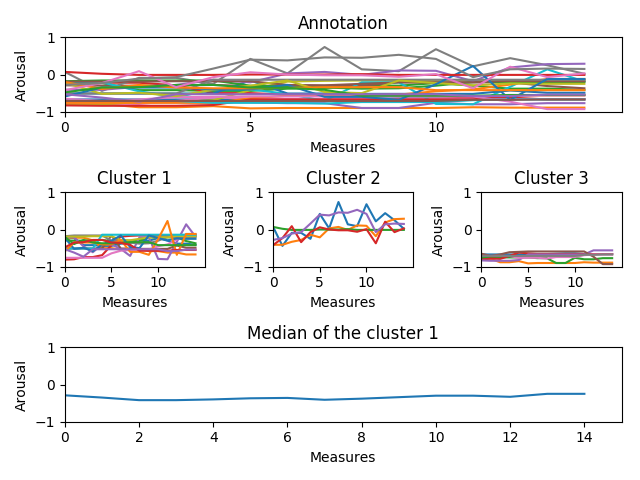 Annotation
Arousal
1
0
−1
0 5 10
Measures
Cluster 1 Cluster 2 Cluster 3
Arousal Arousal Arousal
1 1 1
0 0 0
−1 −1 −1
0 5 10 0 5 10 0 5 10
Measures Measures Measures
Median of the cluster 1
Arousal
1
0
−1
0 2 4 6 8 10 12 14
Measures